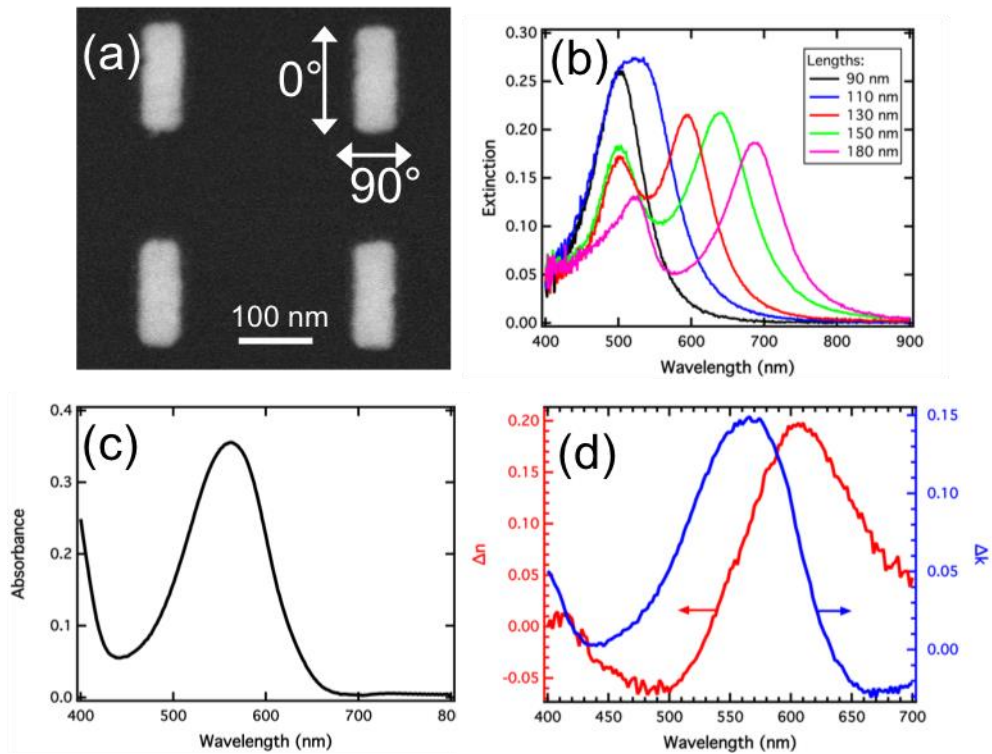 (a)
0°
90°
100 nm
(b)
Extinction
0.30
0.25
0.20
0.15
0.10
0.05
0.00
Lengths:
90 nm
110 nm
130 nm
150 nm
180 nm
400 500 600 700 800 900
Wavelength (nm)
(c)
Absorbance
0.4
0.3
0.2
0.1
0.0
400 500 600 700 80
Wavelength (nm)
(d)
Δn
0.20
0.15
0.10
0.05
0.00
-0.05
Δk
0.15
0.10
0.05
0.00
400 450 500 550 600 650 700
Wavelength (nm)